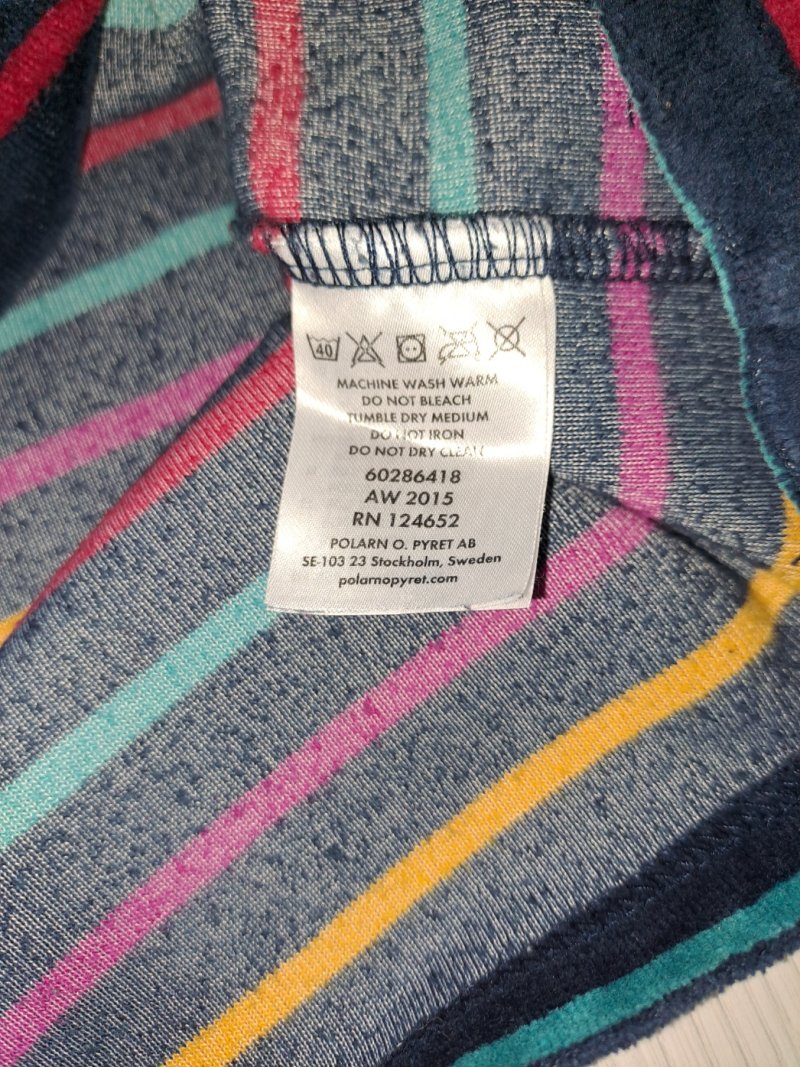 40
MACHINE WASH WARM
DO NOT BLEACH
TUMBLE DRY MEDIUM
DO NOT IRON
DO NOT DRY CLEAN
60286418
AW 2015
RN 124652
POLARN O. PYRET AB
SE-103 23 Stockholm, Sweden
polarnopyret.com